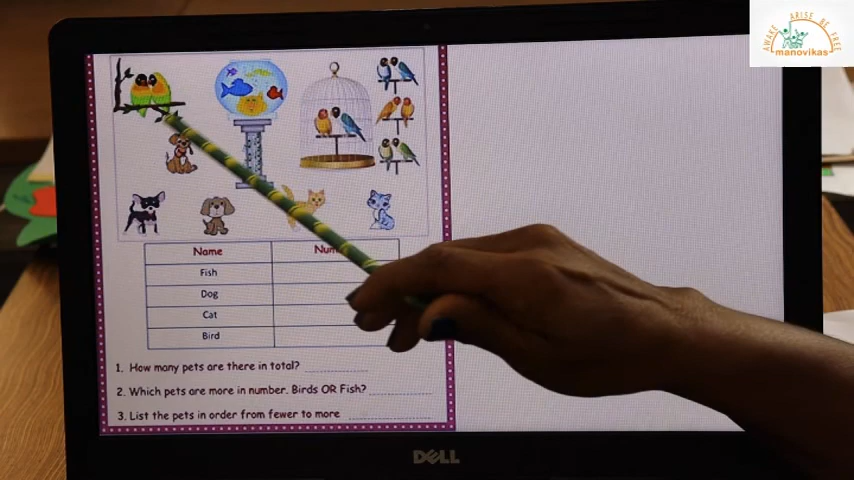 AWAKE ARISE BE FREE
manovikas
Name
Fish
Dog
Cat
Bird
1. How many pets are there in total?
2. Which pets are more in number. Birds OR Fish?
3. List the pets in order from fewer to more
DELL